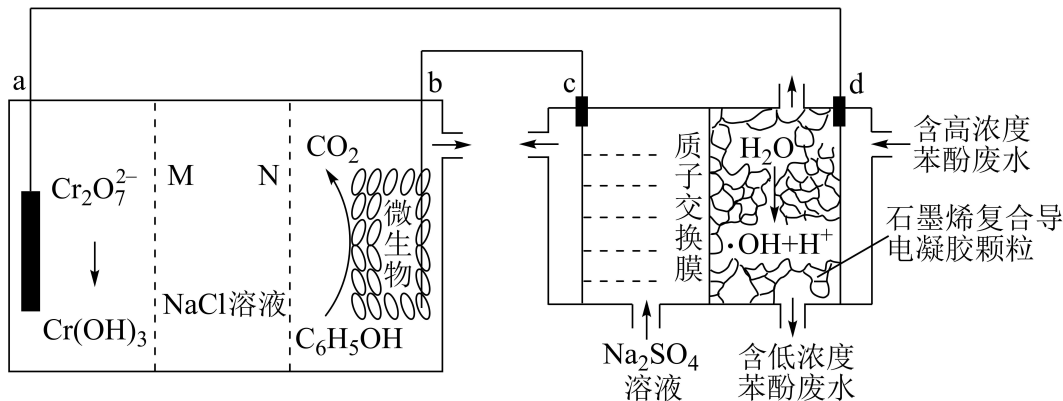 a
b
c
d
Cr₂O₇²⁻
Cr(OH)₃
M
N
NaCl溶液
CO₂
微生物
C₆H₅OH
质子交换膜
H₂O
·OH+H⁺
Na₂SO₄
溶液
含高浓度
苯酚废水
石墨烯复合导
电凝胶颗粒
含低浓度
苯酚废水